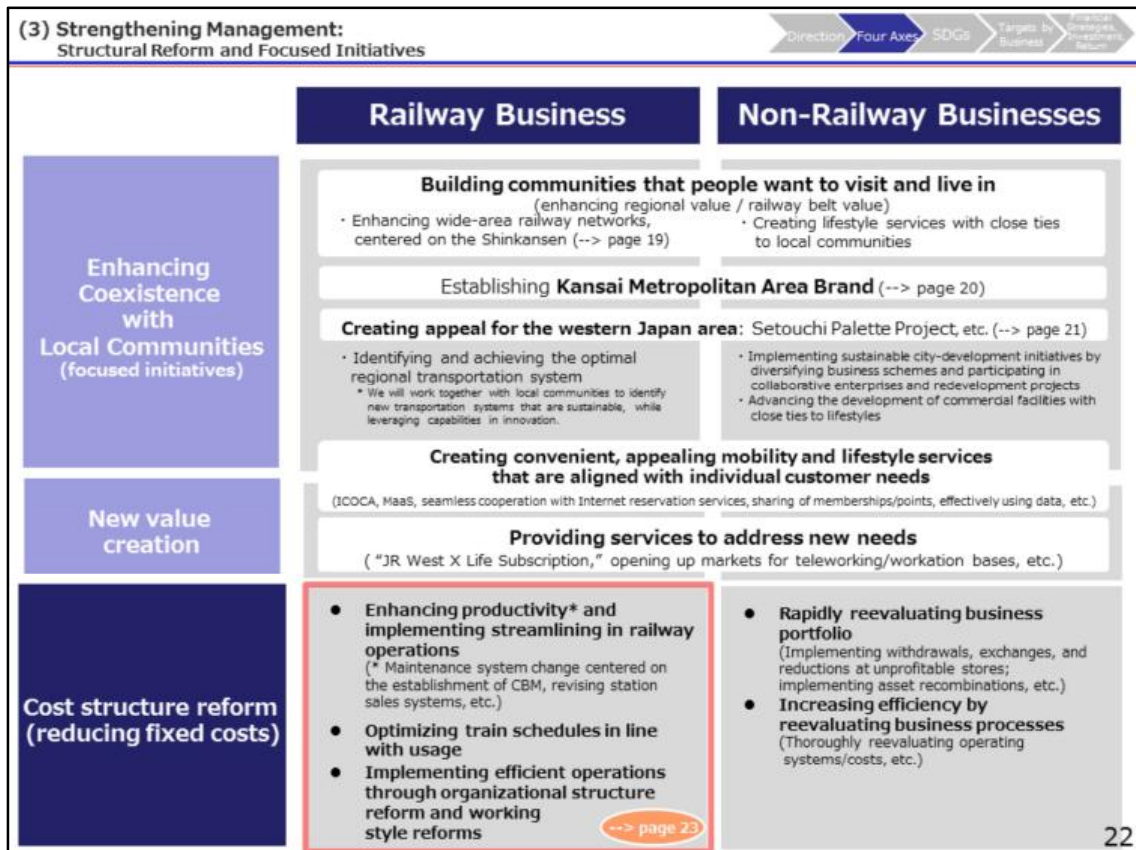 (3) Strengthening Management:
Structural Reform and Focused Initiatives
Direction
Four Axes
SDGs
Targets by
Business
Financial
Strategies,
Investment,
Return
Railway Business
Non-Railway Businesses
Enhancing
Coexistence
with
Local Communities
(focused initiatives)
Building communities that people want to visit and live in
(enhancing regional value / railway belt value)
・Enhancing wide-area railway networks,
centered on the Shinkansen (--> page 19)
・Creating lifestyle services with close ties
to local communities
Establishing Kansai Metropolitan Area Brand (--> page 20)
Creating appeal for the western Japan area: Setouchi Palette Project, etc. (--> page 21)
・Identifying and achieving the optimal
regional transportation system
* We will work together with local communities to identify
new transportation systems that are sustainable, while
leveraging capabilities in innovation.
・Implementing sustainable city-development initiatives by
diversifying business schemes and participating in
collaborative enterprises and redevelopment projects
・Advancing the development of commercial facilities with
close ties to lifestyles
New value
creation
Creating convenient, appealing mobility and lifestyle services
that are aligned with individual customer needs
(ICOCA, MaaS, seamless cooperation with Internet reservation services, sharing of memberships/points, effectively using data, etc.)
Providing services to address new needs
( “JR West X Life Subscription,” opening up markets for teleworking/workation bases, etc.)
Cost structure reform
(reducing fixed costs)
● Enhancing productivity* and
implementing streamlining in railway
operations
(* Maintenance system change centered on
the establishment of CBM, revising station
sales systems, etc.)
● Optimizing train schedules in line
with usage
● Implementing efficient operations
through organizational structure
reform and working
style reforms
--> page 23
● Rapidly reevaluating business
portfolio
(Implementing withdrawals, exchanges, and
reductions at unprofitable stores;
implementing asset recombinations, etc.)
● Increasing efficiency by
reevaluating business processes
(Thoroughly reevaluating operating
systems/costs, etc.)
22